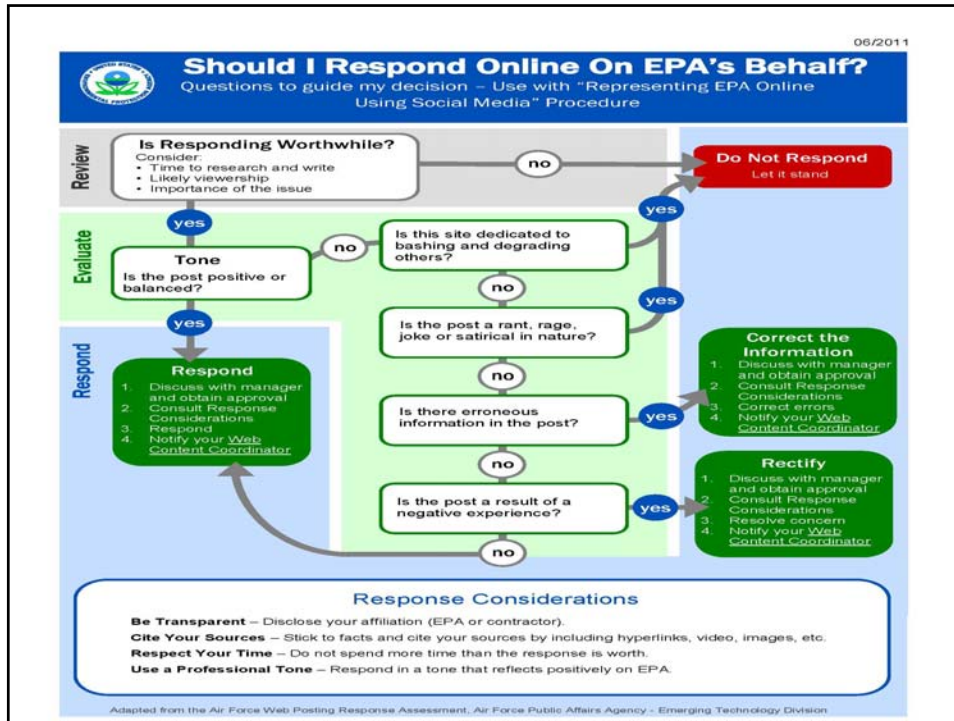 06/2011
Should I Respond Online On EPA's Behalf?
Questions to guide my decision – Use with "Representing EPA Online
Using Social Media" Procedure
Review
Is Responding Worthwhile?
Consider:
• Time to research and write
• Likely viewership
• Importance of the issue
no
Do Not Respond
Let it stand
yes
Evaluate
Tone
Is the post positive or
balanced?
no
Is this site dedicated to
bashing and degrading
others?
yes
no
yes
Is the post a rant, rage,
joke or satirical in nature?
yes
no
Respond
Respond
1. Discuss with manager
and obtain approval
2. Consult Response
Considerations
3. Respond
4. Notify your Web
Content Coordinator
Is there erroneous
information in the post?
yes
Correct the
Information
1. Discuss with manager
and obtain approval
2. Consult Response
Considerations
3. Correct errors
4. Notify your Web
Content Coordinator
no
Is the post a result of a
negative experience?
yes
Rectify
1. Discuss with manager
and obtain approval
2. Consult Response
Considerations
3. Resolve concern
4. Notify your Web
Content Coordinator
no
Response Considerations
Be Transparent – Disclose your affiliation (EPA or contractor).
Cite Your Sources – Stick to facts and cite your sources by including hyperlinks, video, images, etc.
Respect Your Time – Do not spend more time than the response is worth.
Use a Professional Tone – Respond in a tone that reflects positively on EPA.
Adapted from the Air Force Web Posting Response Assessment, Air Force Public Affairs Agency - Emerging Technology Division